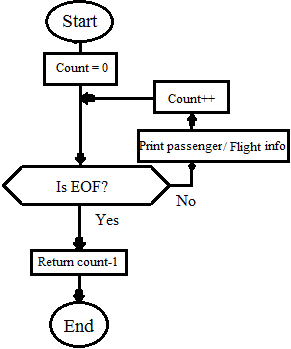 Start
Count = 0
Count++
Print passenger/ Flight info
Is EOF?
No
Yes
Return count-1
End